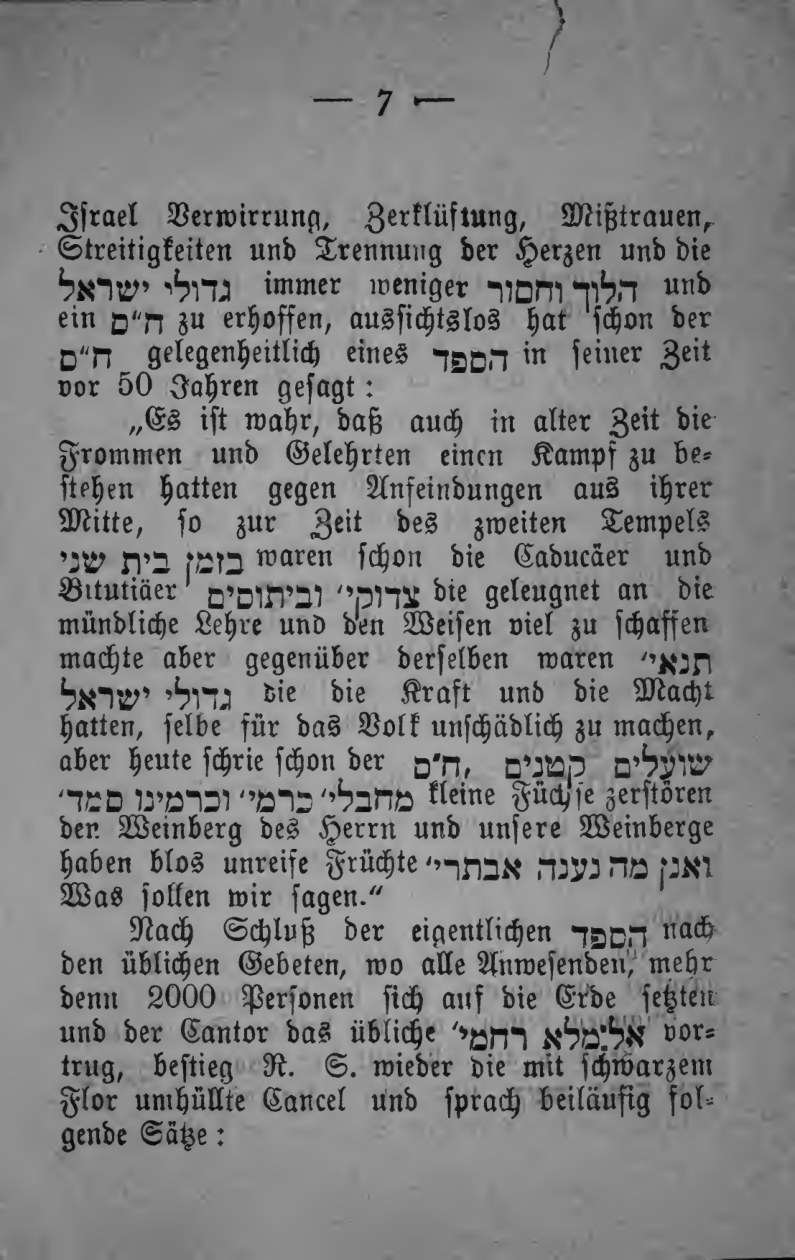 — 7 —
Israel Verwirrung, Zerklüftung, Mißtrauen,
Streitigkeiten und Trennung der Herzen und die
גדולי ישראל immer weniger הלוך וחסור und
ein ח״ס zu erhoffen, aussichtslos hat schon der
ח״ס gelegenheitlich eines הספד in seiner Zeit
vor 50 Jahren gesagt :
„Es ist wahr, daß auch in alter Zeit die
Frommen und Gelehrten einen Kampf zu be-
stehen hatten gegen Anfeindungen aus ihrer
Mitte, so zur Zeit des zweiten Tempels
בזמן בית שני waren schon die Caducäer und
Bitutiäer צדוקי׳ וביתוסים die geleugnet an die
mündliche Lehre und den Weisen viel zu schaffen
machte aber gegenüber derselben waren תנאי׳
גדולי ישראל die die Kraft und die Macht
hatten, selbe für das Volk unschädlich zu machen,
aber heute schrie schon der ח״ס, שועלים קטנים
מחבלי׳ כרמי׳ וכרמינו סמד׳ kleine Füchse zerstören
den Weinberg des Herrn und unsere Weinberge
haben blos unreife Früchte ואנן מה נענה אבתרי׳
Was sollen wir sagen.“
Nach Schluß der eigentlichen הספד nach
den üblichen Gebeten, wo alle Anwesenden, mehr
denn 2000 Personen sich auf die Erde setzten
und der Cantor das übliche אל מלא רחמי׳ vor-
trug, bestieg R. S. wieder die mit schwarzem
Flor umhüllte Cancel und sprach beiläufig fol-
gende Sätze :